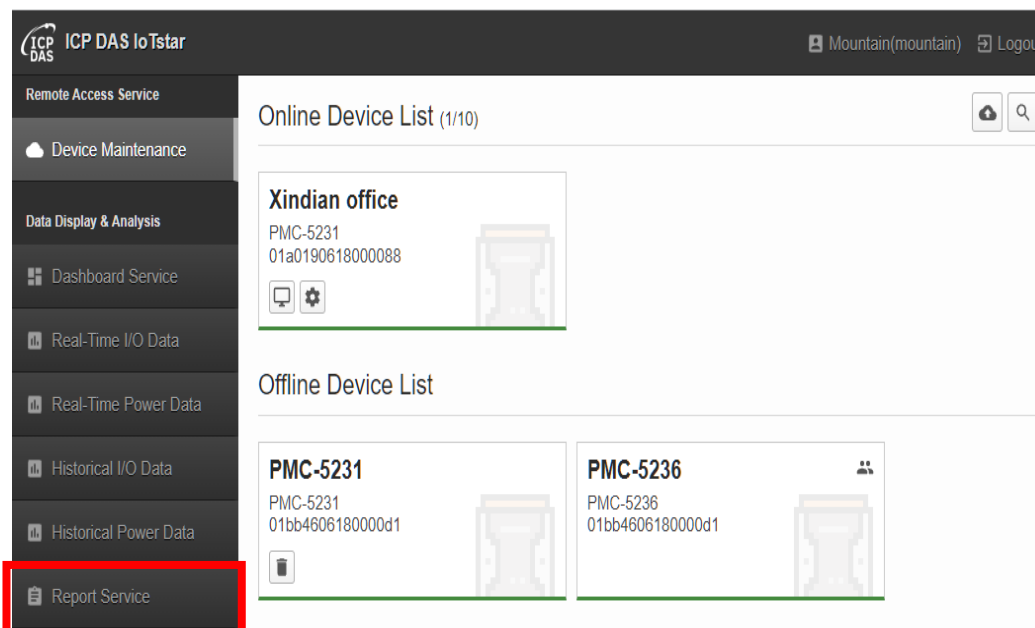 ICP DAS
ICP DAS IoTstar
Mountain(mountain)
Logou
Remote Access Service
Device Maintenance
Data Display & Analysis
Dashboard Service
Real-Time I/O Data
Real-Time Power Data
Historical I/O Data
Historical Power Data
Report Service
Online Device List (1/10)
Xindian office
PMC-5231
01a0190618000088
Offline Device List
PMC-5231
PMC-5231
01bb4606180000d1
PMC-5236
PMC-5236
01bb4606180000d1